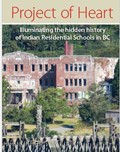 Project of Heart
Illuminating the hidden history
of Indian Residential Schools in BC